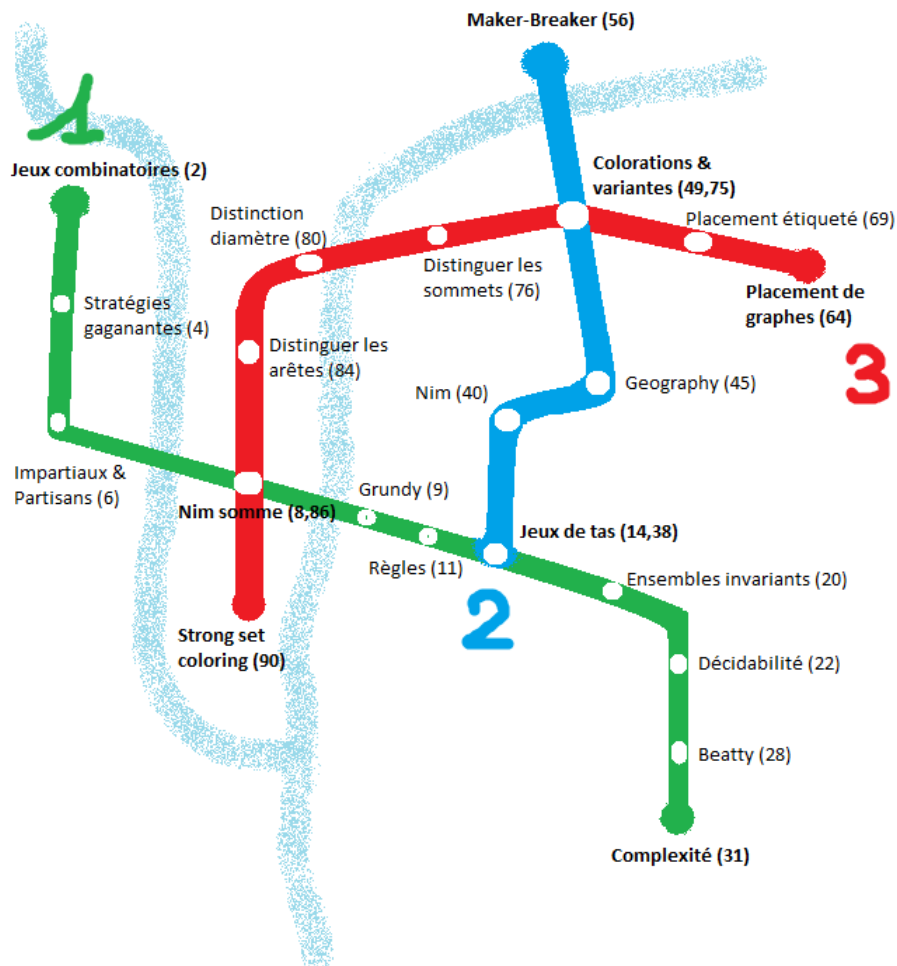 Maker-Breaker (56)
1
Jeux combinatoires (2)
Colorations &
variantes (49,75)
Distinction
diamètre (80)
Placement étiqueté (69)
Distinguer les
sommets (76)
Placement de
graphes (64)
Stratégies
gaganantes (4)
Distinguer les
arêtes (84)
3
Nim (40)
Geography (45)
Impartiaux &
Partisans (6)
Grundy (9)
Nim somme (8,86)
Jeux de tas (14,38)
Règles (11)
Ensembles invariants (20)
2
Strong set
coloring (90)
Décidabilité (22)
Beatty (28)
Complexité (31)